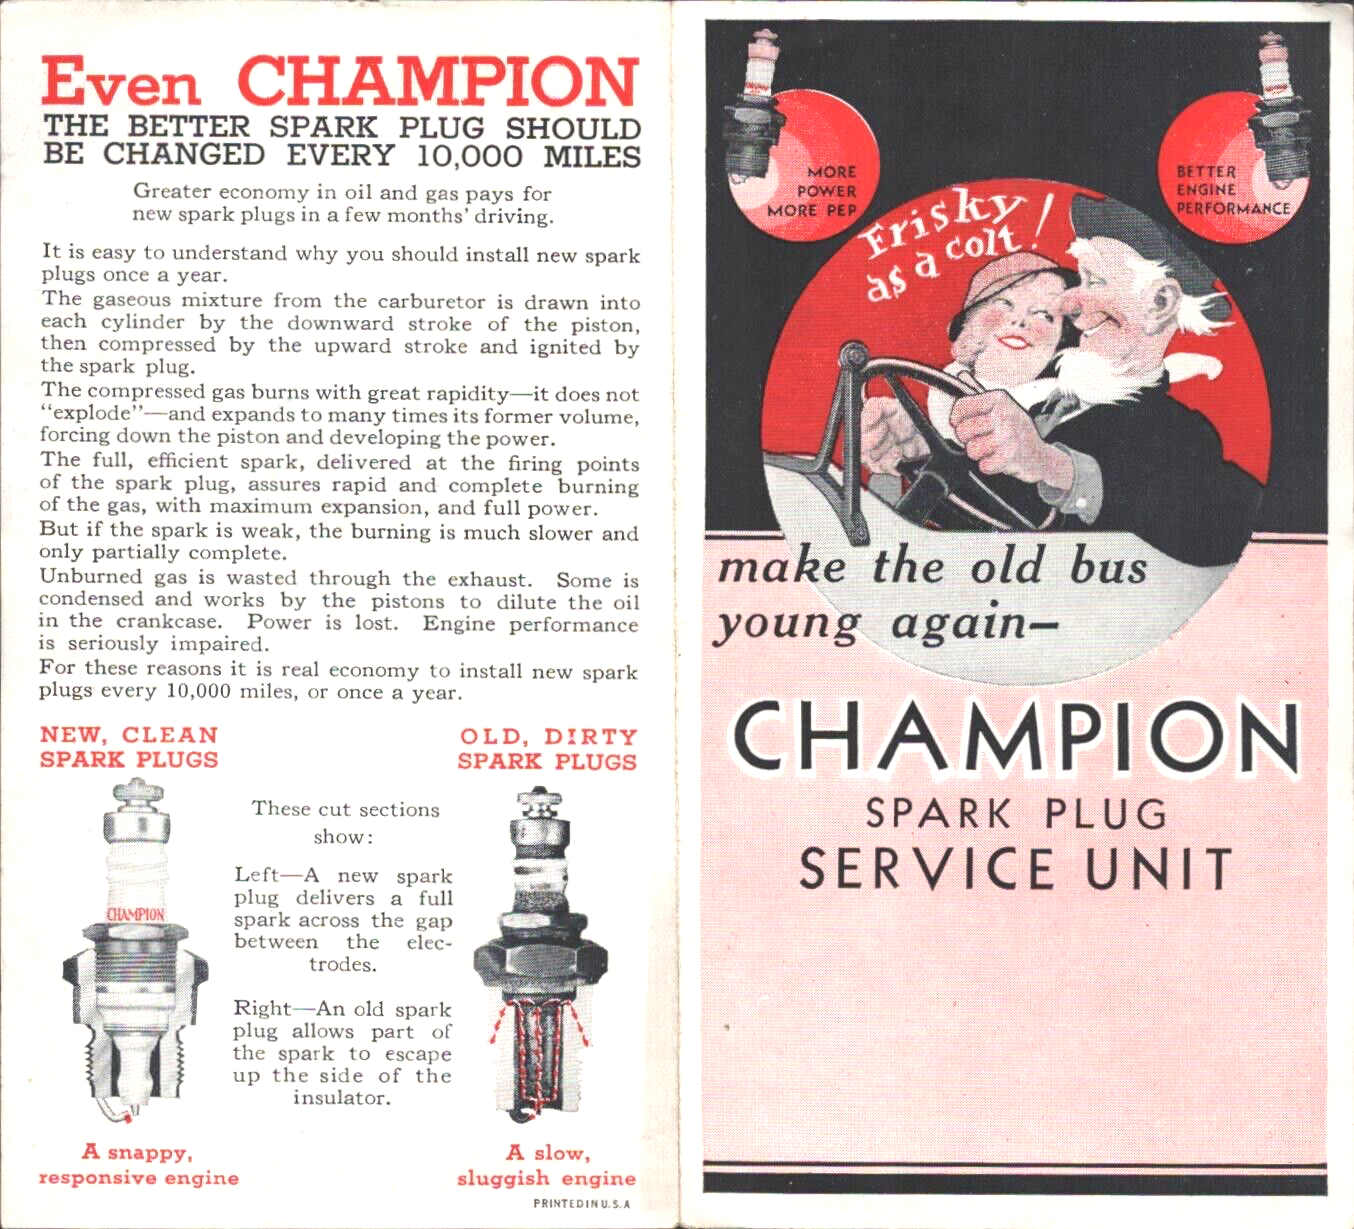 Even CHAMPION
THE BETTER SPARK PLUG SHOULD
BE CHANGED EVERY 10,000 MILES
Greater economy in oil and gas pays for
new spark plugs in a few months' driving.
It is easy to understand why you should install new spark
plugs once a year.
The gaseous mixture from the carburetor is drawn into
each cylinder by the downward stroke of the piston,
then compressed by the upward stroke and ignited by
the spark plug.
The compressed gas burns with great rapidity—it does not
"explode"—and expands to many times its former volume,
forcing down the piston and developing the power.
The full, efficient spark, delivered at the firing points
of the spark plug, assures rapid and complete burning
of the gas, with maximum expansion, and full power.
But if the spark is weak, the burning is much slower and
only partially complete.
Unburned gas is wasted through the exhaust. Some is
condensed and works by the pistons to dilute the oil
in the crankcase. Power is lost. Engine performance
is seriously impaired.
For these reasons it is real economy to install new spark
plugs every 10,000 miles, or once a year.
NEW, CLEAN
SPARK PLUGS
OLD, DIRTY
SPARK PLUGS
These cut sections
show:
Left—A new spark
plug delivers a full
spark across the gap
between the elec-
trodes.
Right—An old spark
plug allows part of
the spark to escape
up the side of the
insulator.
CHAMPION
A snappy,
responsive engine
A slow,
sluggish engine
PRINTED IN U.S.A
MORE
POWER
MORE PEP
BETTER
ENGINE
PERFORMANCE
Frisky
as a colt!
make the old bus
young again—
CHAMPION
SPARK PLUG
SERVICE UNIT